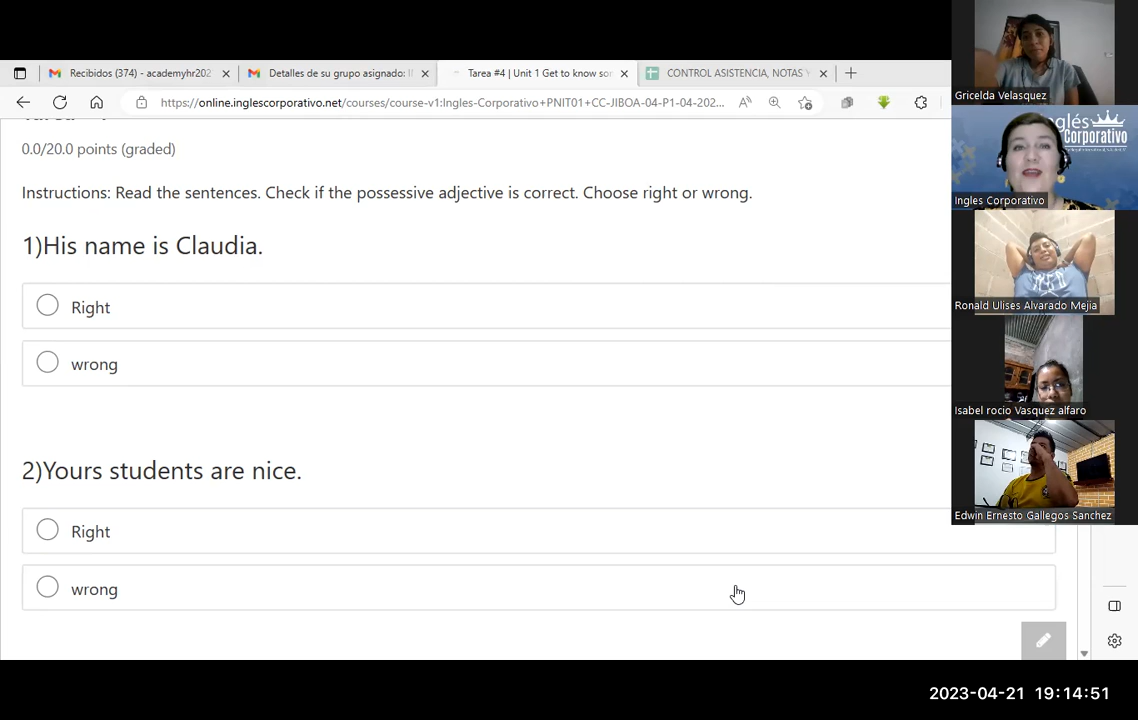 Recibidos (374) - academyhr202
Detalles de su grupo asignado: II
Tarea #4 | Unit 1 Get to know so
CONTROL ASISTENCIA, NOTAS Y
https://online.inglescorporativo.net/courses/course-v1:Ingles-Corporativo+PNIT01+CC-JIBOA-04-P1-04-202...
0.0/20.0 points (graded)
Instructions: Read the sentences. Check if the possessive adjective is correct. Choose right or wrong.
1)His name is Claudia.
Right
wrong
2)Yours students are nice.
Right
wrong
Gricelda Velasquez
nglés
Corporativo
Ingles Corporativo
Ronald Ulises Alvarado Mejia
Isabel rocio Vasquez alfaro
Edwin Ernesto Gallegos Sanchez
2023-04-21 19:14:51